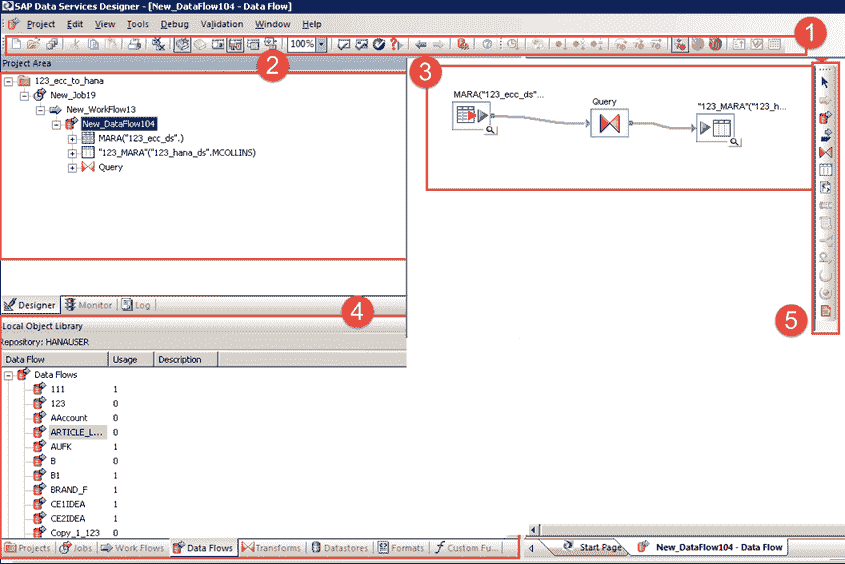 SAP Data Services Designer - [New_DataFlow104 - Data Flow]
Project Edit View Tools Debug Validation Window Help
1
100%
Project Area
2
3
123_ecc_to_hana
New_Job19
New_WorkFlow13
New_DataFlow104
MARA("123_ecc_ds".)
"123_MARA"("123_hana_ds".MCOLLINS)
Query
MARA("123_ecc_ds"...
Query
"123_MARA"("123_h...
Designer Monitor Log
4
5
Local Object Library
Repository: HANAUSER
Data Flow Usage Description
Data Flows
111 1
123 0
AAccount 0
ARTICLE_L... 0
AUFK 1
B 0
B1 1
BRAND_F 1
CE1IDEA 1
CE2IDEA 1
Copy_1_123 0
Projects Jobs Work Flows Data Flows Transforms Datastores Formats Custom Fu...
Start Page New_DataFlow104 - Data Flow